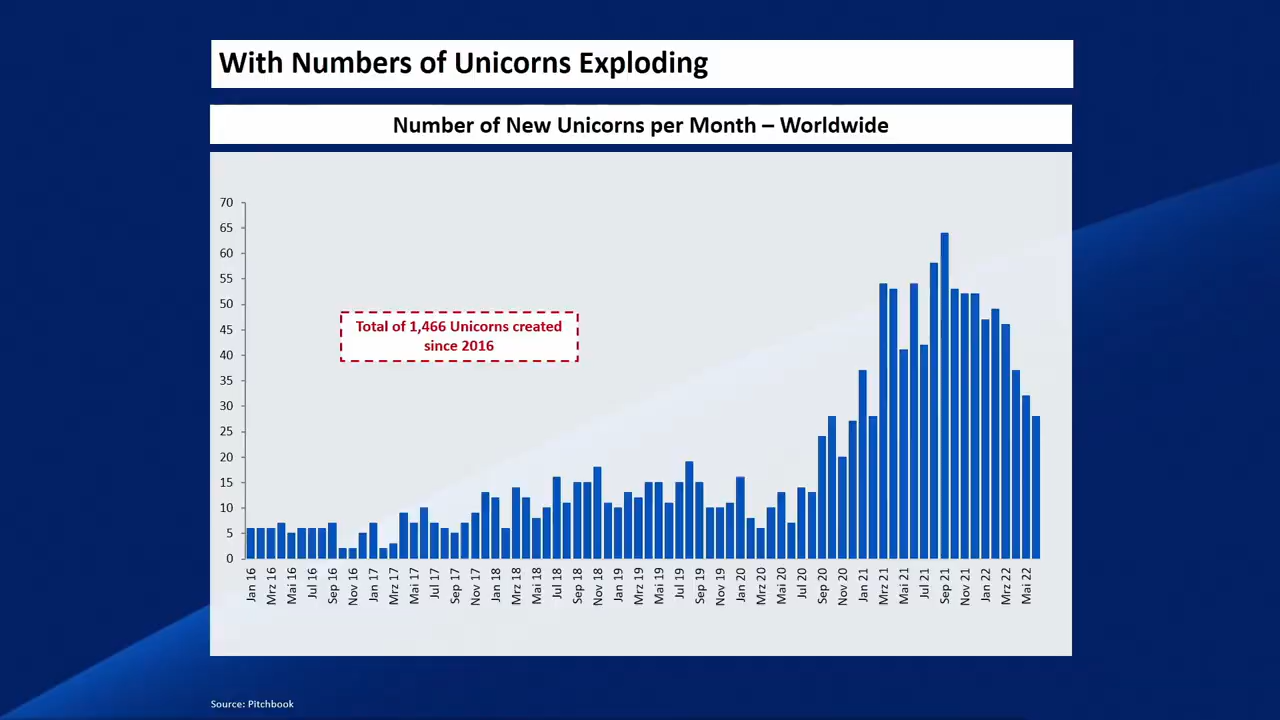 With Numbers of Unicorns Exploding
Number of New Unicorns per Month – Worldwide
70
65
60
55
50
45
40
35
30
25
20
15
10
5
0
Total of 1,466 Unicorns created
since 2016
Jan 16
Mrz 16
Mai 16
Jul 16
Sep 16
Nov 16
Jan 17
Mrz 17
Mai 17
Jul 17
Sep 17
Nov 17
Jan 18
Mrz 18
Mai 18
Jul 18
Sep 18
Nov 18
Jan 19
Mrz 19
Mai 19
Jul 19
Sep 19
Nov 19
Jan 20
Mrz 20
Mai 20
Jul 20
Sep 20
Nov 20
Jan 21
Mrz 21
Mai 21
Jul 21
Sep 21
Nov 21
Jan 22
Mrz 22
Mai 22
Source: Pitchbook